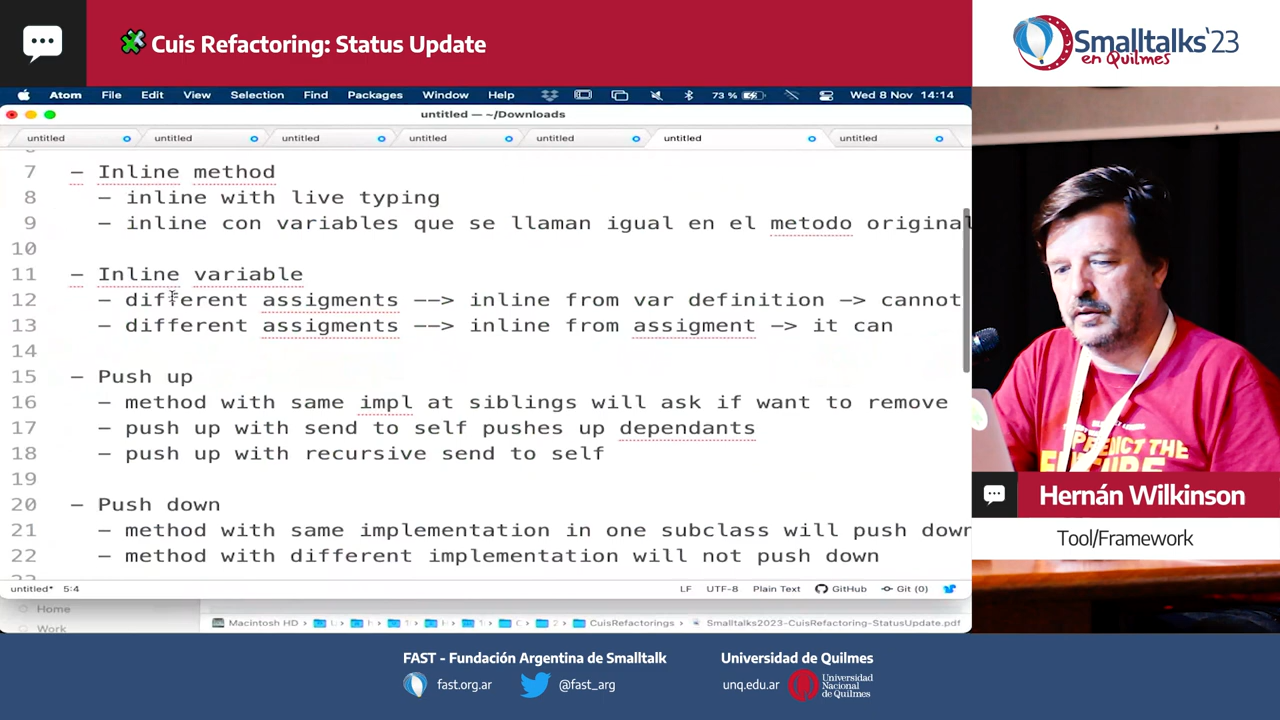 Cuis Refactoring: Status Update
Smalltalks'23
en Quilmes
Atom File Edit View Selection Find Packages Window Help 73 % Wed 8 Nov 14:14
untitled — ~/Downloads
untitled untitled untitled untitled untitled untitled untitled
7 - Inline method
8 - inline with live typing
9 - inline con variables que se llaman igual en el metodo original
10
11 - Inline variable
12 - different assigments --> inline from var definition -> cannot
13 - different assigments --> inline from assigment -> it can
14
15 - Push up
16 - method with same impl at siblings will ask if want to remove
17 - push up with send to self pushes up dependants
18 - push up with recursive send to self
19
20 - Push down
21 - method with same implementation in one subclass will push down
22 - method with different implementation will not push down
untitled* 5:4 LF UTF-8 Plain Text GitHub Git (0)
Home
Work
Macintosh HD CuisRefactorings Smalltalks2023-CuisRefactoring-StatusUpdate.pdf
PREDICT THE
FUTURE
Hernán Wilkinson
Tool/Framework
FAST - Fundación Argentina de Smalltalk
fast.org.ar @fast_arg
Universidad de Quilmes
unq.edu.ar
Universidad
Nacional
de Quilmes